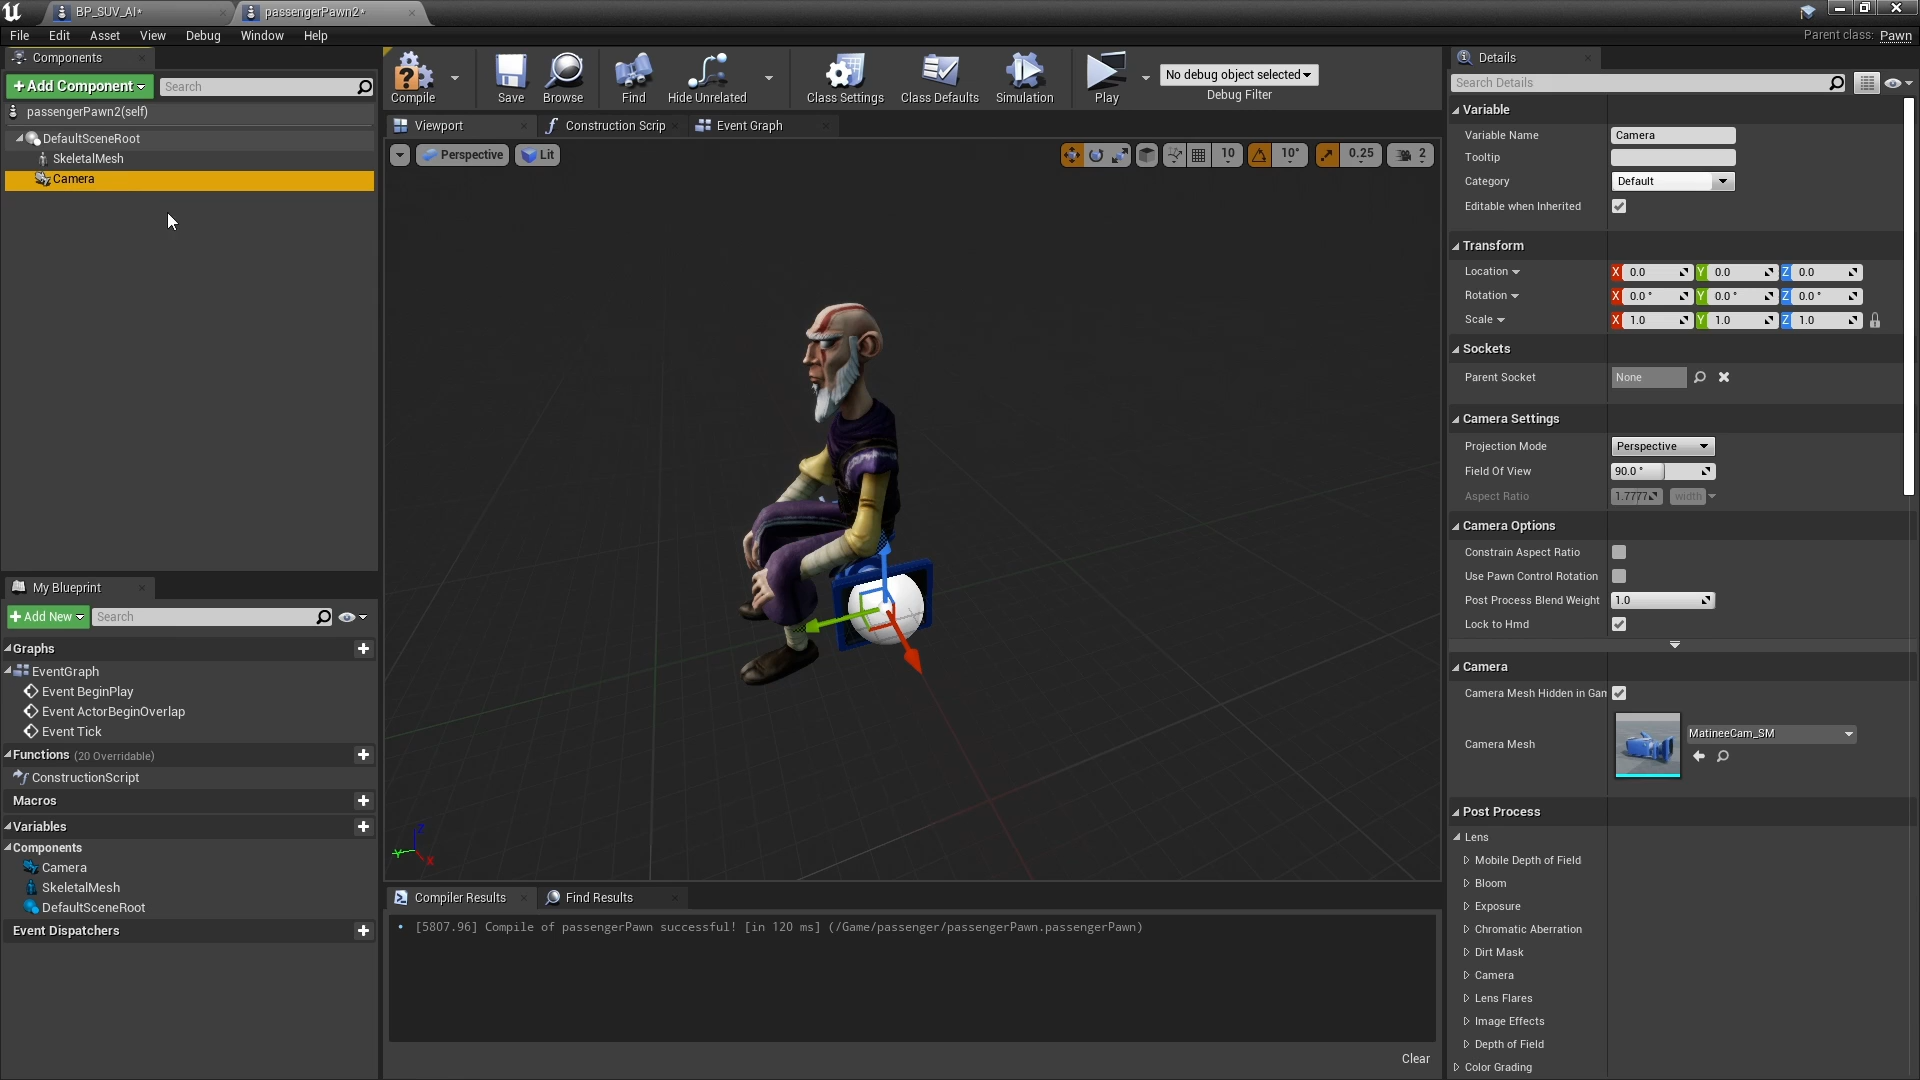 BP_SUV_AI*
passengerPawn2*
File Edit Asset View Debug Window Help
Parent class: Pawn
Components
+Add Component
Search
passengerPawn2(self)
DefaultSceneRoot
SkeletalMesh
Camera
Compile
Save
Browse
Find
Hide Unrelated
Class Settings
Class Defaults
Simulation
Play
No debug object selected
Debug Filter
Viewport
Construction Scrip
Event Graph
Perspective
Lit
10
10°
0.25
2
Z
Y
X
My Blueprint
+Add New
Search
Graphs
EventGraph
Event BeginPlay
Event ActorBeginOverlap
Event Tick
Functions (20 Overridable)
ConstructionScript
Macros
Variables
Components
Camera
SkeletalMesh
DefaultSceneRoot
Event Dispatchers
Compiler Results
Find Results
[5807.96] Compile of passengerPawn successful! [in 120 ms] (/Game/passenger/passengerPawn.passengerPawn)
Clear
Details
Search Details
Variable
Variable Name Camera
Tooltip
Category Default
Editable when Inherited
Transform
Location X 0.0 Y 0.0 Z 0.0
Rotation X 0.0 ° Y 0.0 ° Z 0.0 °
Scale X 1.0 Y 1.0 Z 1.0
Sockets
Parent Socket None
Camera Settings
Projection Mode Perspective
Field Of View 90.0 °
Aspect Ratio 1.7777 width
Camera Options
Constrain Aspect Ratio
Use Pawn Control Rotation
Post Process Blend Weight 1.0
Lock to Hmd
Camera
Camera Mesh Hidden in Gam
Camera Mesh MatineeCam_SM
Post Process
Lens
Mobile Depth of Field
Bloom
Exposure
Chromatic Aberration
Dirt Mask
Camera
Lens Flares
Image Effects
Depth of Field
Color Grading